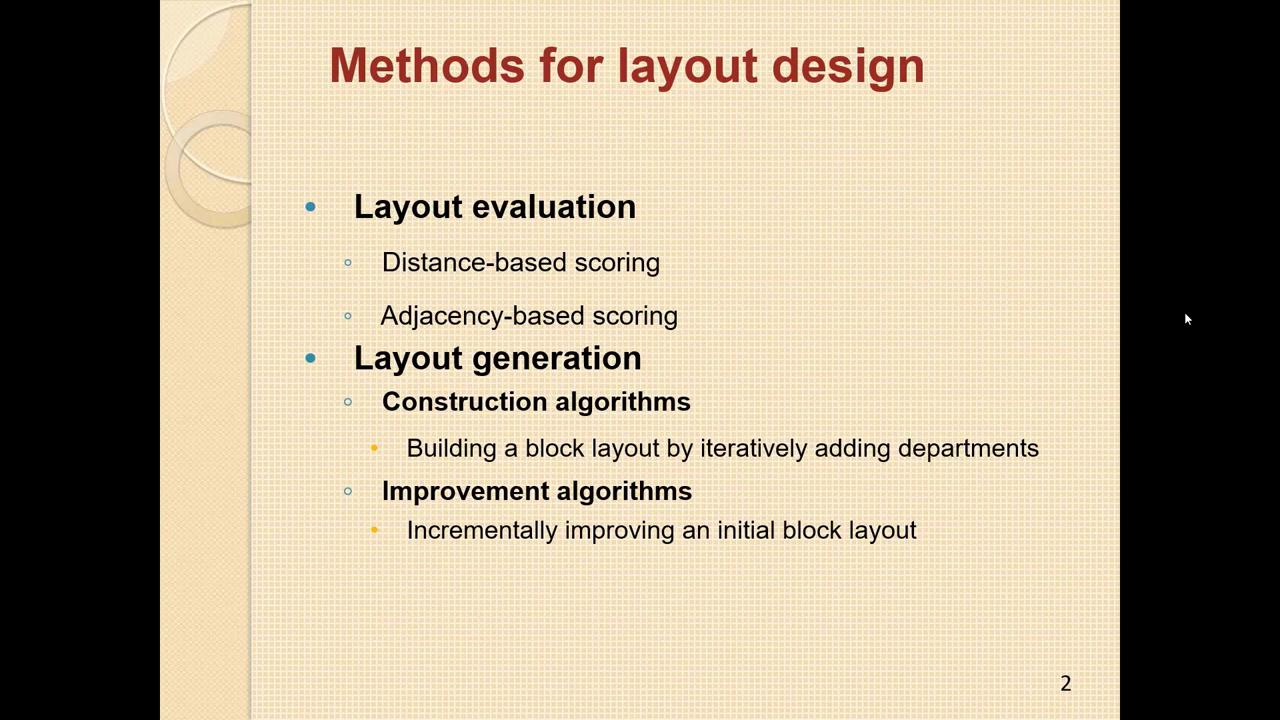 Methods for layout design
• Layout evaluation
◦ Distance-based scoring
◦ Adjacency-based scoring
• Layout generation
◦ Construction algorithms
• Building a block layout by iteratively adding departments
◦ Improvement algorithms
• Incrementally improving an initial block layout
2